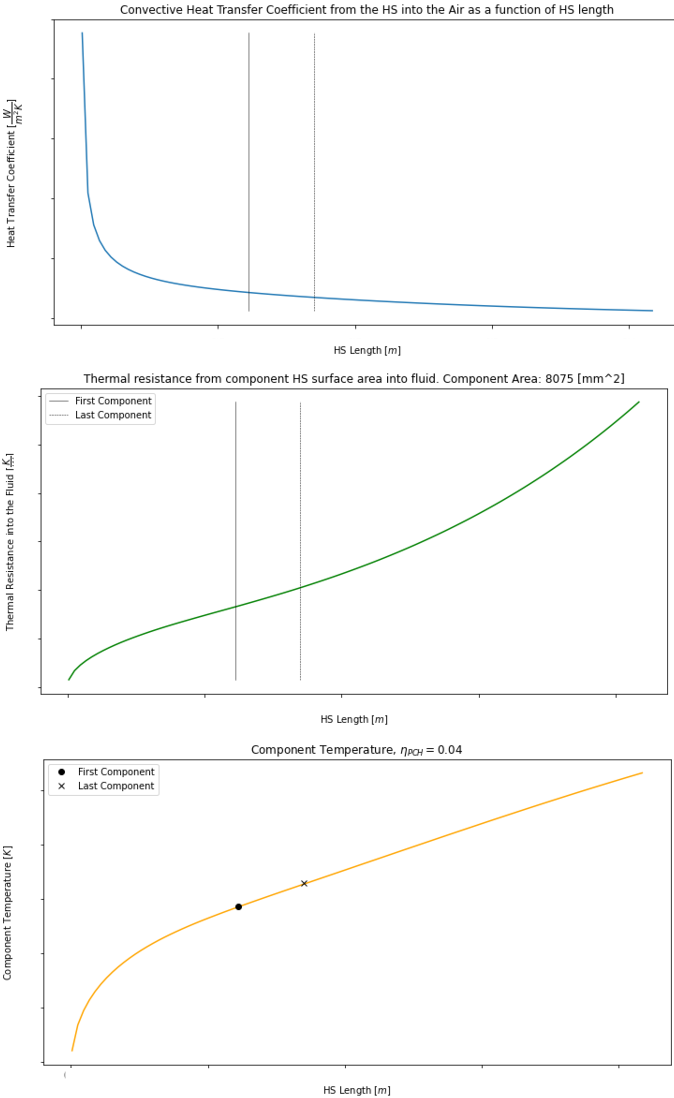 Convective Heat Transfer Coefficient from the HS into the Air as a function of HS length
Heat Transfer Coefficient [W/m²K]
HS Length [m]
Thermal resistance from component HS surface area into fluid. Component Area: 8075 [mm^2]
First Component
Last Component
Thermal Resistance into the Fluid
HS Length [m]
Component Temperature, ηPCH = 0.04
First Component
Last Component
Component Temperature [K]
HS Length [m]